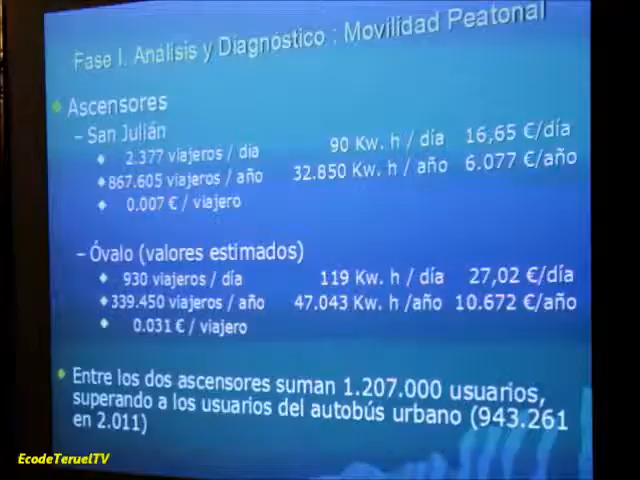 Fase I. Análisis y Diagnóstico : Movilidad Peatonal
Ascensores
– San Julián
2.377 viajeros / dia 90 Kw. h / día 16,65 €/día
867.605 viajeros / año 32.850 Kw. h / año 6.077 €/año
0.007 € / viajero
– Óvalo (valores estimados)
930 viajeros / día 119 Kw. h / día 27,02 €/día
339.450 viajeros / año 47.043 Kw. h /año 10.672 €/año
0.031 € / viajero
Entre los dos ascensores suman 1.207.000 usuarios,
superando a los usuarios del autobús urbano (943.261
en 2.011)
EcodeTeruelTV